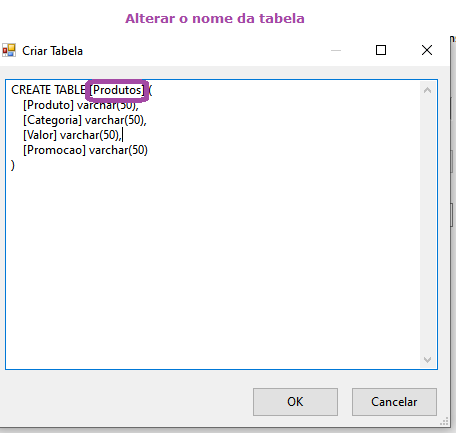 Alterar o nome da tabela
Criar Tabela
CREATE TABLE [Produtos] (
[Produto] varchar(50),
[Categoria] varchar(50),
[Valor] varchar(50),
[Promocao] varchar(50)
)
OK
Cancelar